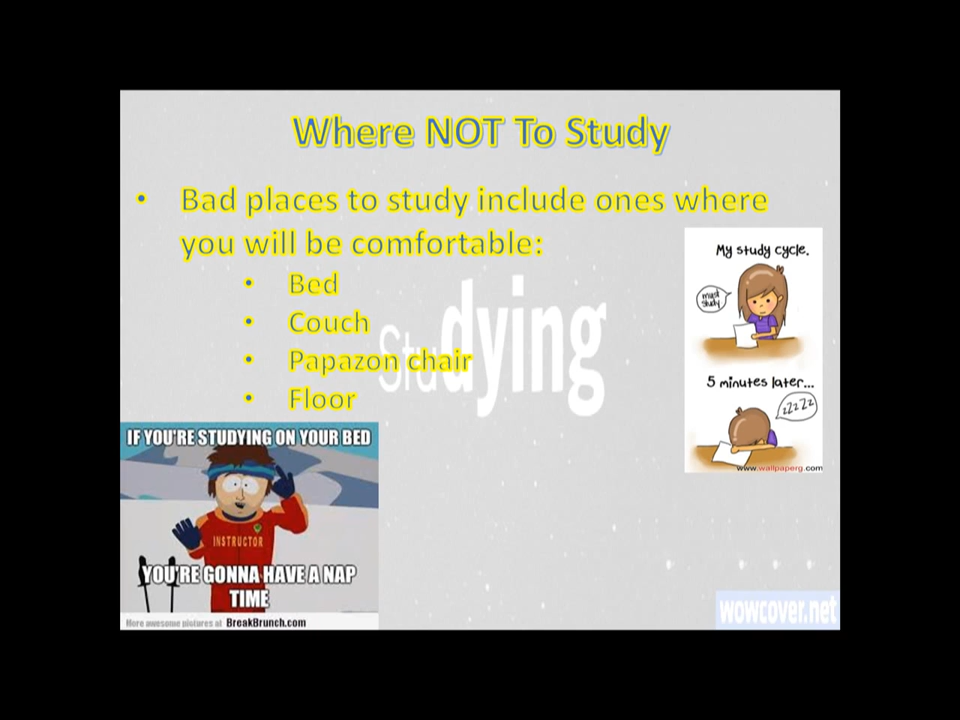 Where NOT To Study
• Bad places to study include ones where
you will be comfortable:
• Bed
• Couch
• Papazon chair
• Floor
Studying
My study cycle.
must
study
5 minutes later...
zZZZZ
www.wallpaperg.com
IF YOU'RE STUDYING ON YOUR BED
INSTRUCTOR
YOU'RE GONNA HAVE A NAP
TIME
More awesome pictures at BreakBrunch.com
wowcover.net